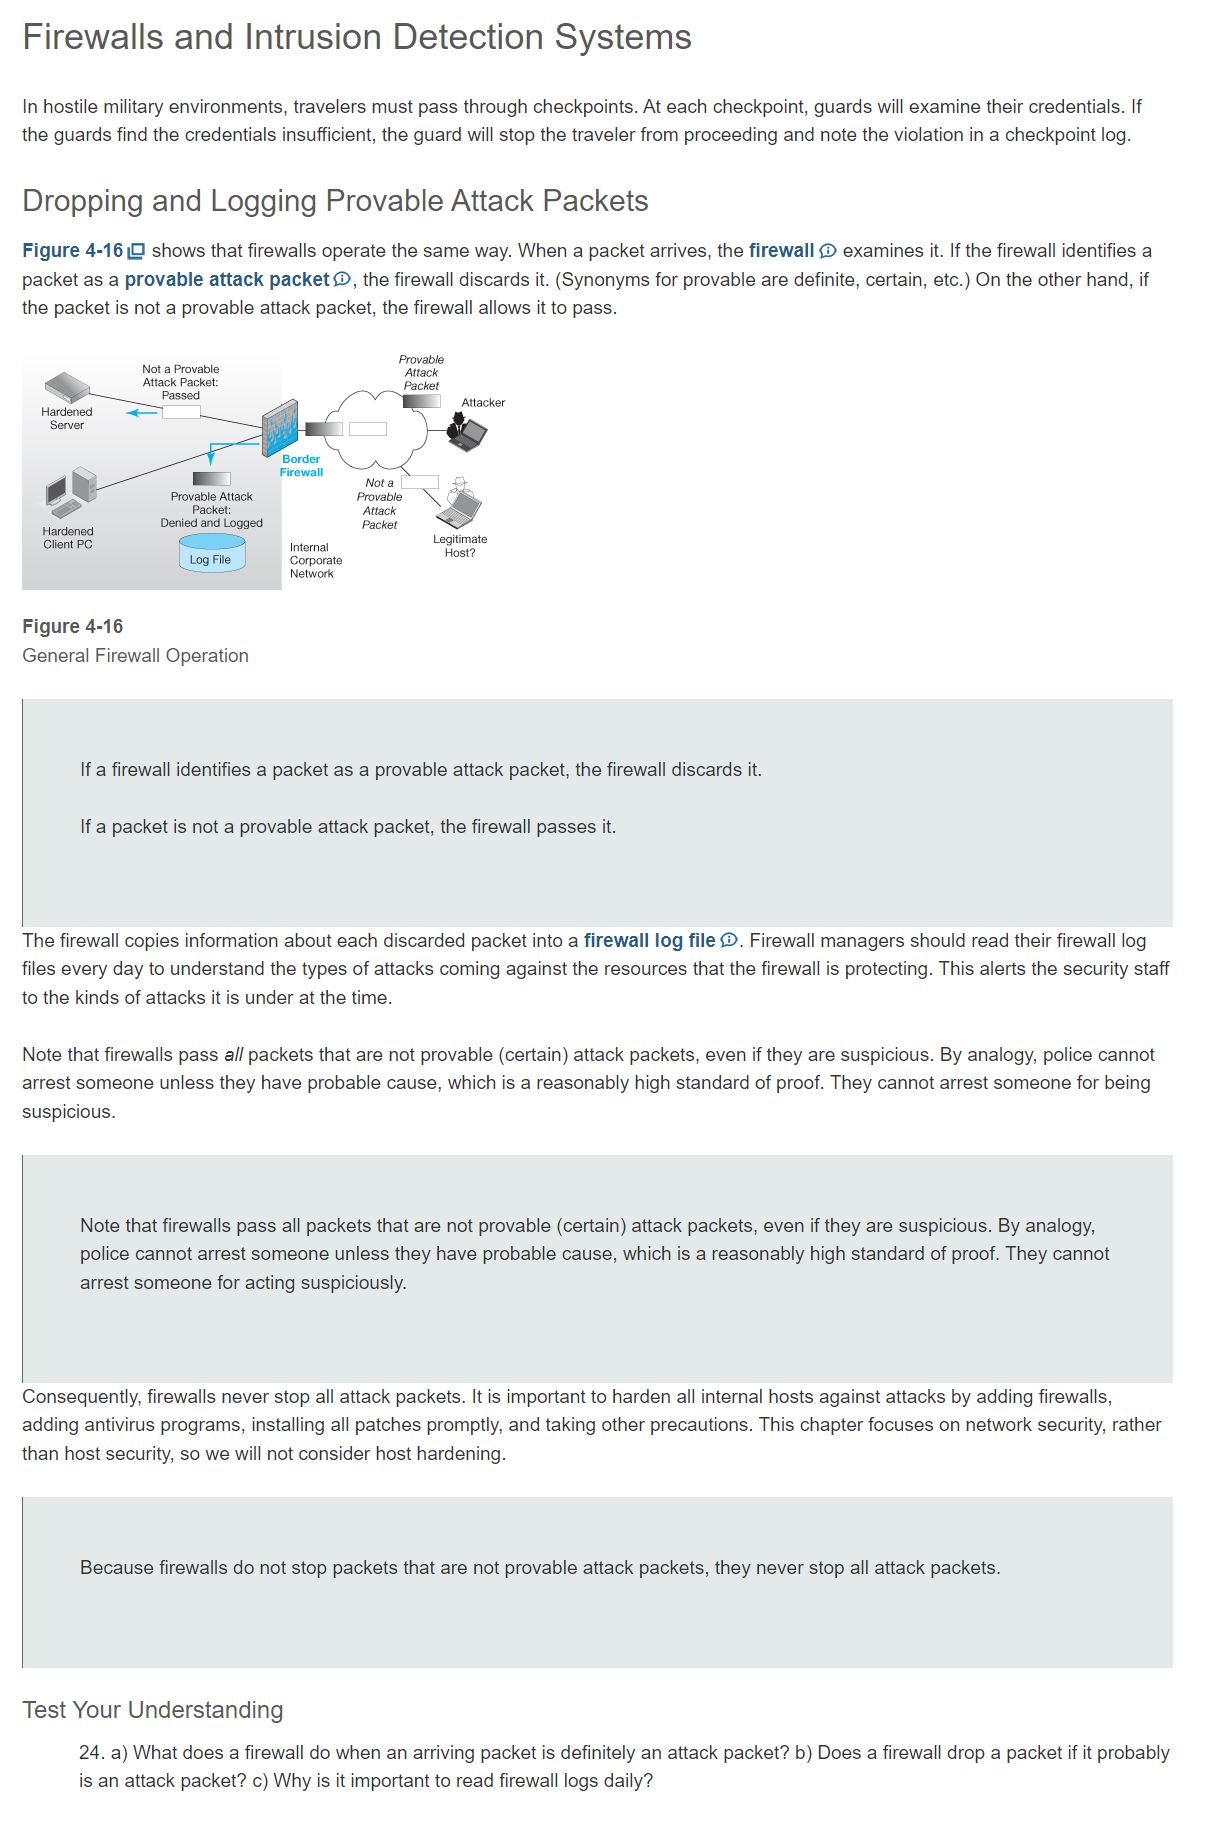 Firewalls and Intrusion Detection Systems
In hostile military environments, travelers must pass through checkpoints. At each checkpoint, guards will examine their credentials. If
the guards find the credentials insufficient, the guard will stop the traveler from proceeding and note the violation in a checkpoint log.
Dropping and Logging Provable Attack Packets
Figure 4-16 shows that firewalls operate the same way. When a packet arrives, the firewall examines it. If the firewall identifies a
packet as a provable attack packet, the firewall discards it. (Synonyms for provable are definite, certain, etc.) On the other hand, if
the packet is not a provable attack packet, the firewall allows it to pass.
Not a Provable
Attack Packet:
Passed
Provable
Attack
Packet
Attacker
Hardened
Server
Border
Firewall
Provable Attack
Packet:
Denied and Logged
Not a
Provable
Attack
Packet
Hardened
Client PC
Log File
Internal
Corporate
Network
Legitimate
Host?
Figure 4-16
General Firewall Operation
If a firewall identifies a packet as a provable attack packet, the firewall discards it.
If a packet is not a provable attack packet, the firewall passes it.
The firewall copies information about each discarded packet into a firewall log file. Firewall managers should read their firewall log
files every day to understand the types of attacks coming against the resources that the firewall is protecting. This alerts the security staff
to the kinds of attacks it is under at the time.
Note that firewalls pass all packets that are not provable (certain) attack packets, even if they are suspicious. By analogy, police cannot
arrest someone unless they have probable cause, which is a reasonably high standard of proof. They cannot arrest someone for being
suspicious.
Note that firewalls pass all packets that are not provable (certain) attack packets, even if they are suspicious. By analogy,
police cannot arrest someone unless they have probable cause, which is a reasonably high standard of proof. They cannot
arrest someone for acting suspiciously.
Consequently, firewalls never stop all attack packets. It is important to harden all internal hosts against attacks by adding firewalls,
adding antivirus programs, installing all patches promptly, and taking other precautions. This chapter focuses on network security, rather
than host security, so we will not consider host hardening.
Because firewalls do not stop packets that are not provable attack packets, they never stop all attack packets.
Test Your Understanding
24. a) What does a firewall do when an arriving packet is definitely an attack packet? b) Does a firewall drop a packet if it probably
is an attack packet? c) Why is it important to read firewall logs daily?